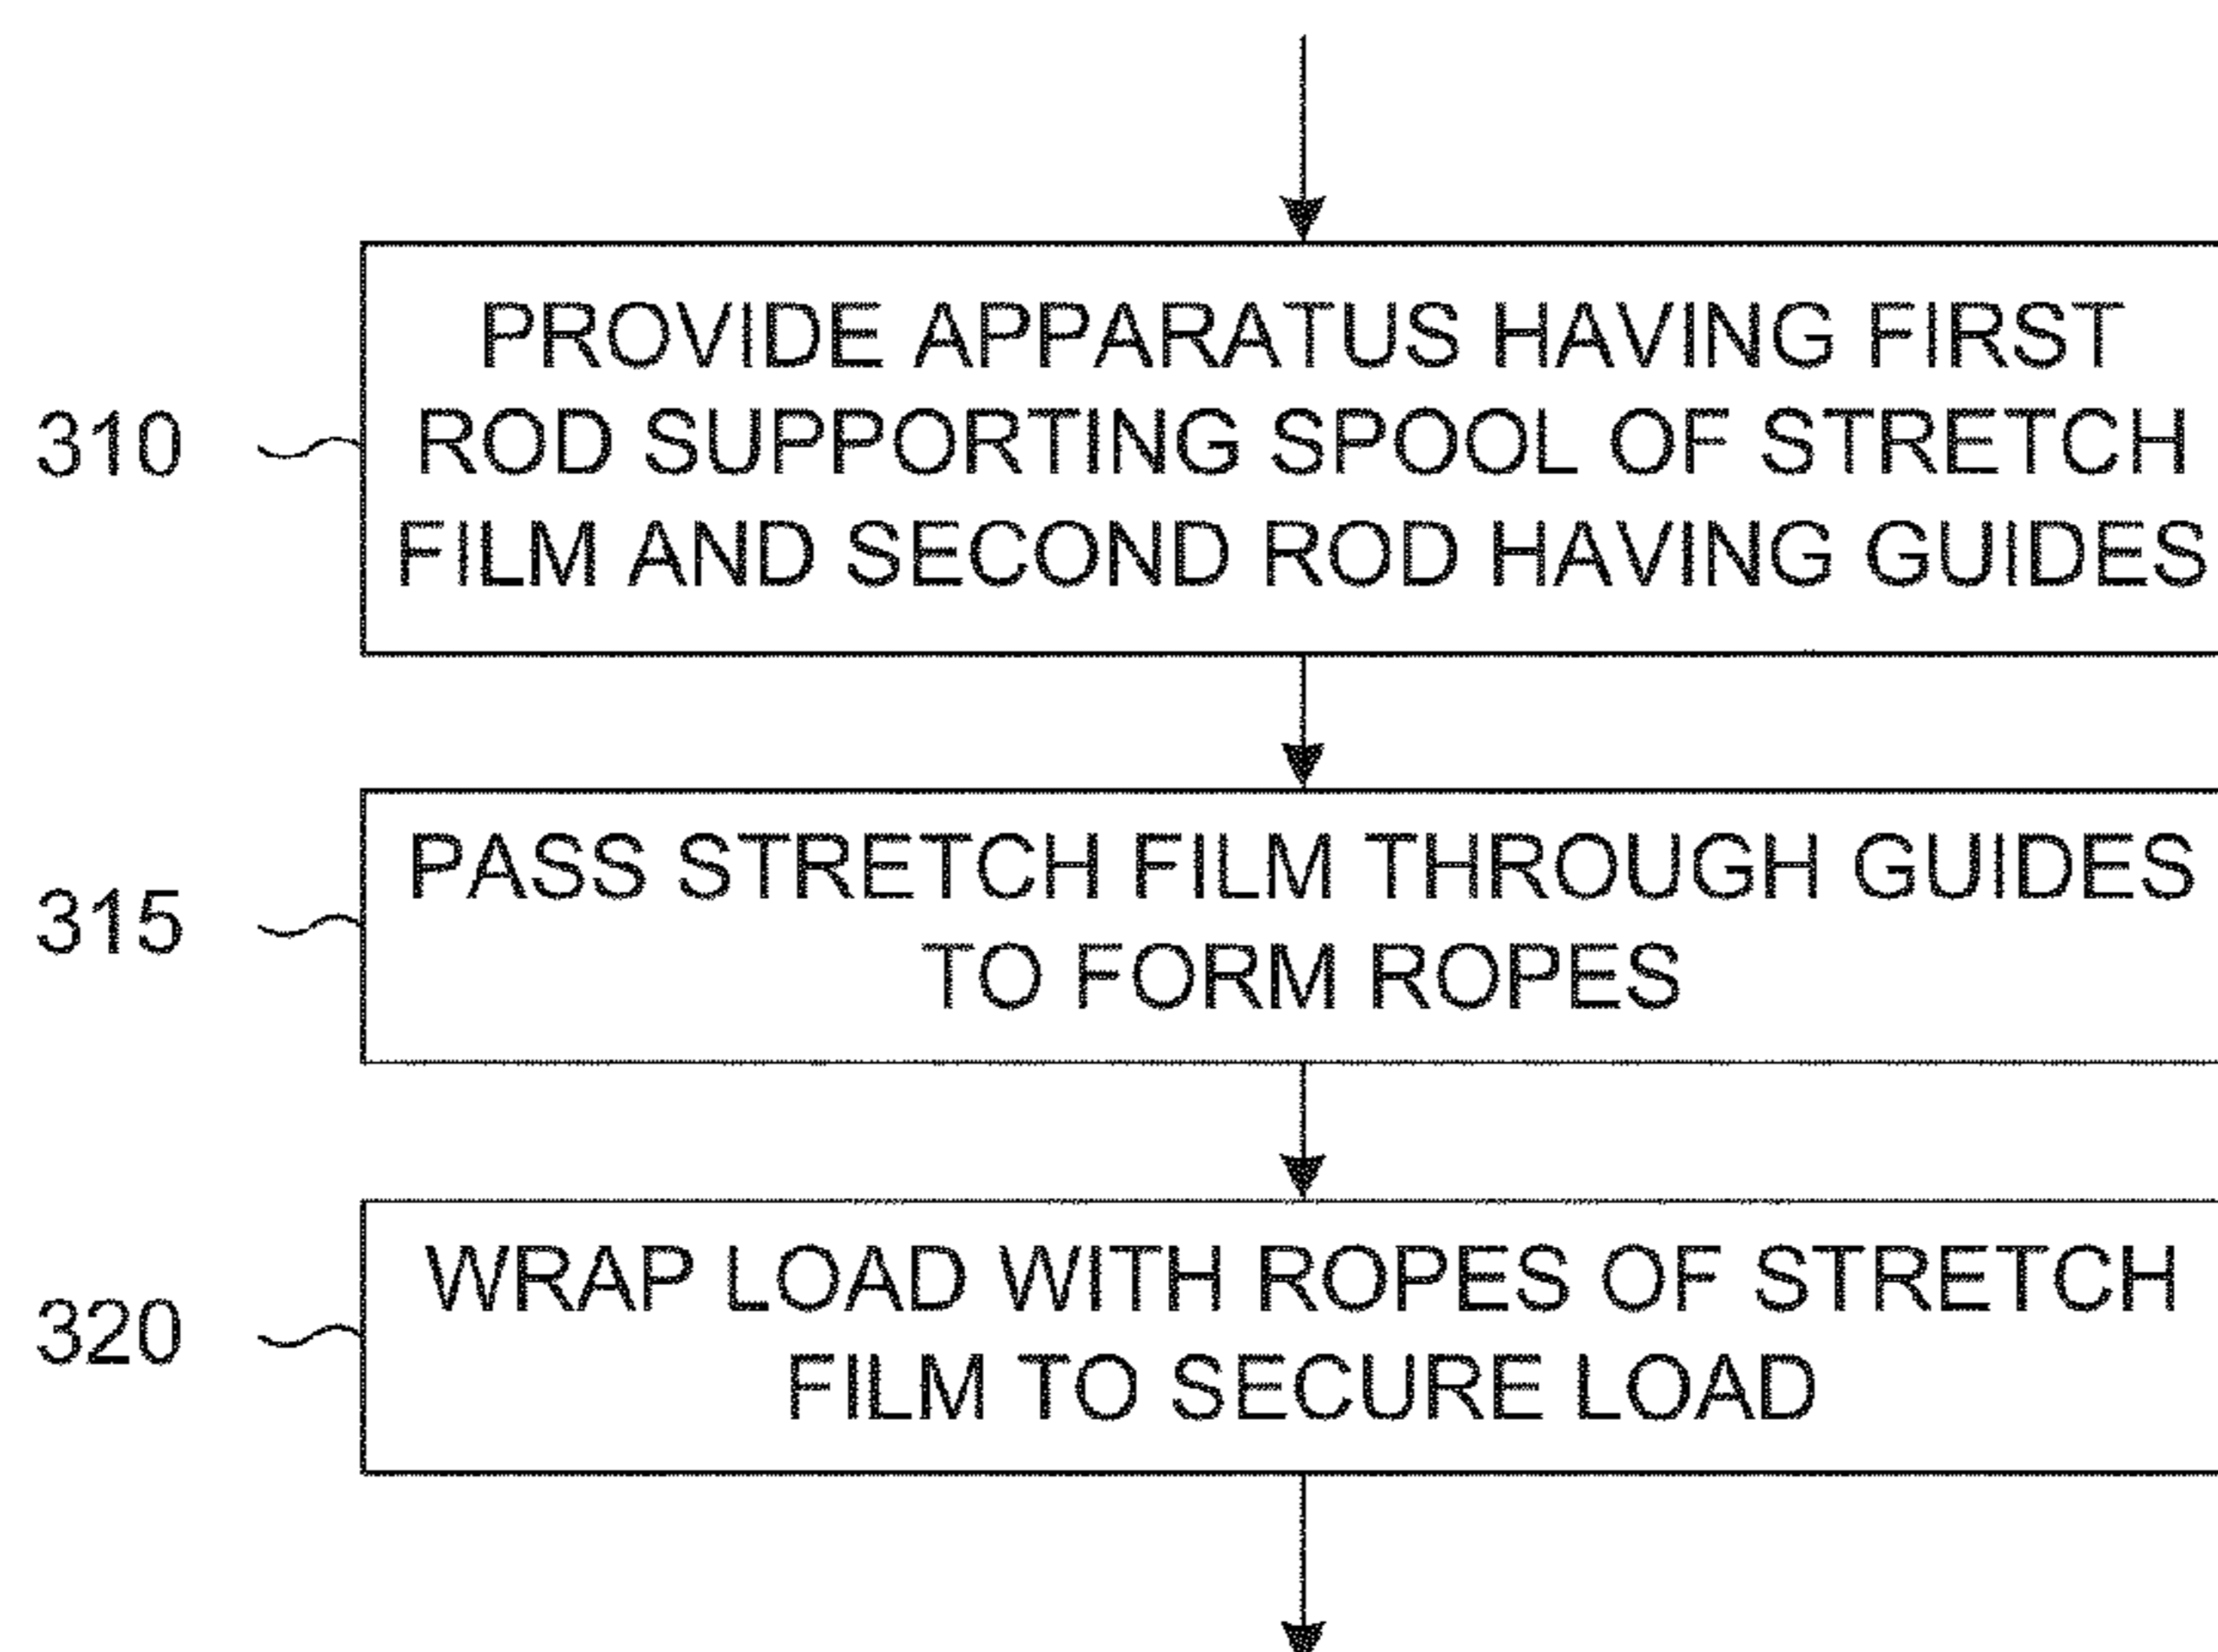 310
PROVIDE APPARATUS HAVING FIRST
ROD SUPPORTING SPOOL OF STRETCH
FILM AND SECOND ROD HAVING GUIDES
315
PASS STRETCH FILM THROUGH GUIDES
TO FORM ROPES
320
WRAP LOAD WITH ROPES OF STRETCH
FILM TO SECURE LOAD